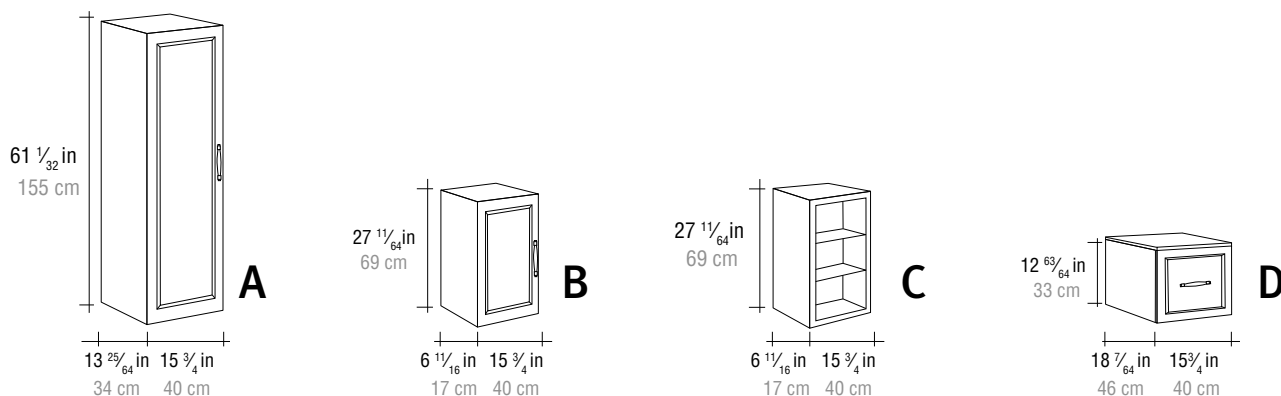 61 1/32 in
155 cm
A
13 25/64 in 15 3/4 in
34 cm 40 cm
27 11/64 in
69 cm
B
6 11/16 in 15 3/4 in
17 cm 40 cm
27 11/64 in
69 cm
C
6 11/16 in 15 3/4 in
17 cm 40 cm
12 63/64 in
33 cm
D
18 7/64 in 15 3/4 in
46 cm 40 cm